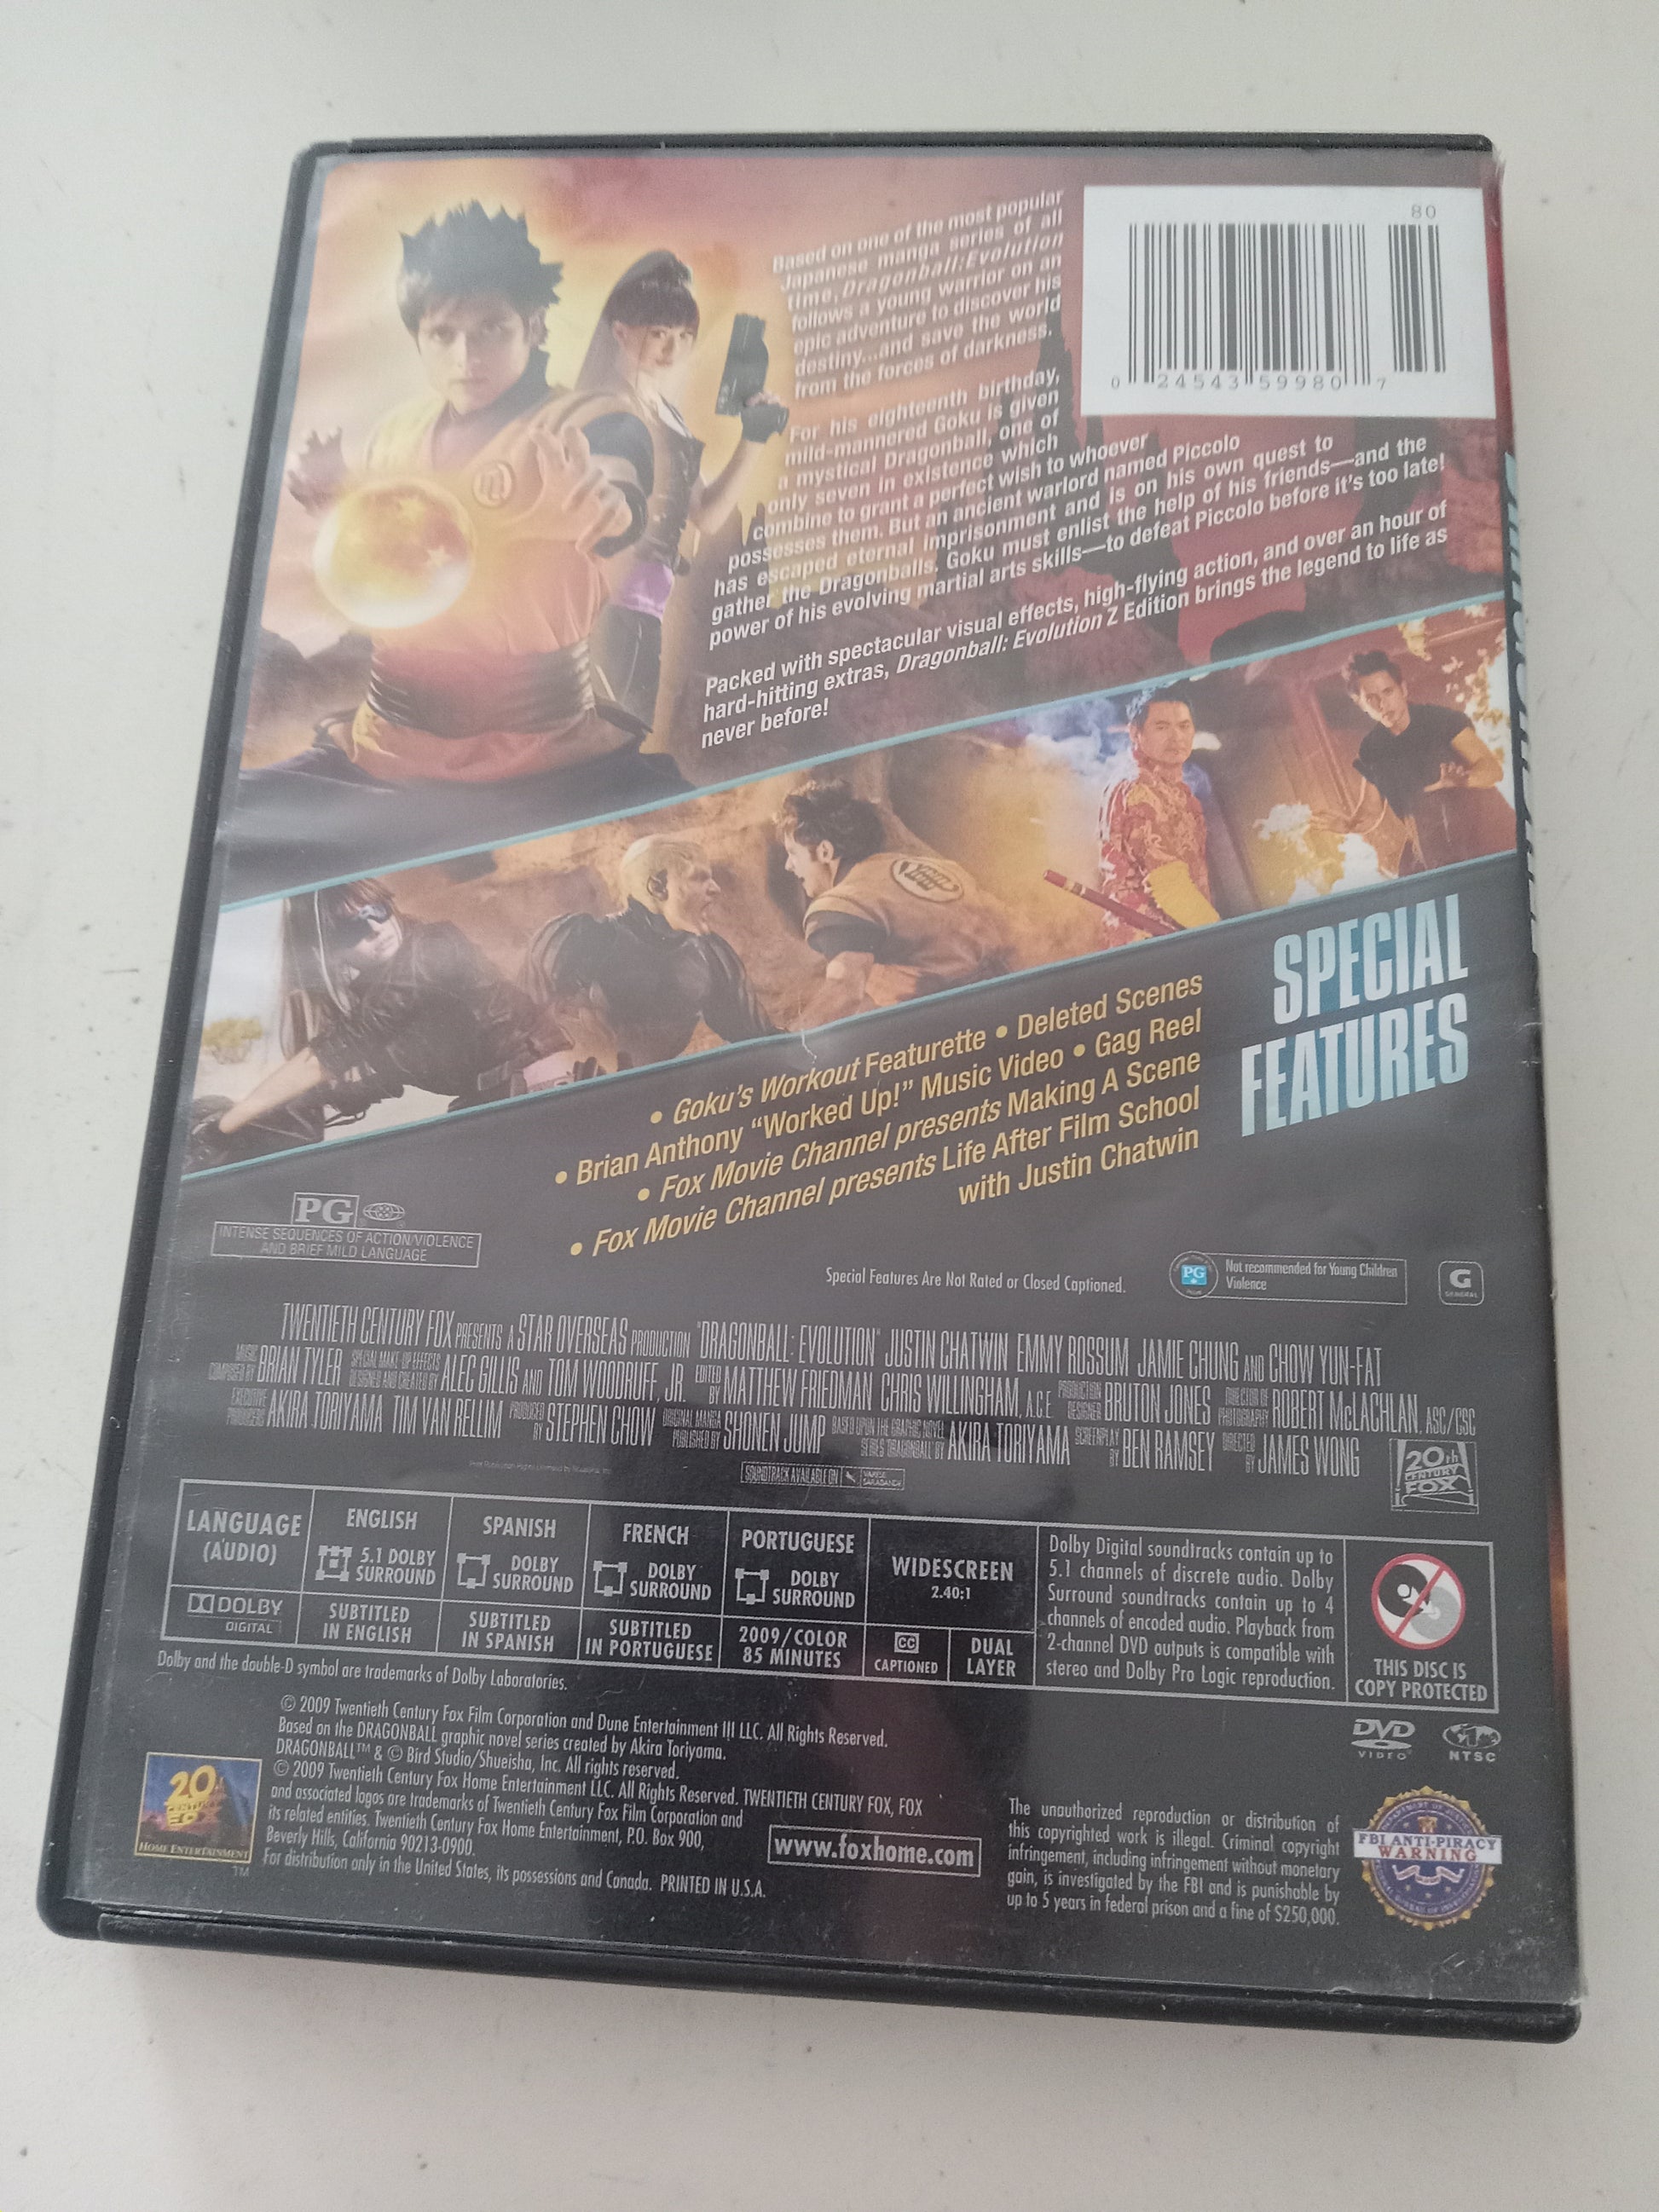 Based on one of the most popular
Japanese manga series of all
time, Dragonball: Evolution
follows a young warrior on an
epic adventure to discover his
destiny...and save the world
from the forces of darkness.
For his eighteenth birthday,
mild-mannered Goku is given
a mystical Dragonball, one of
only seven in existence which
combine to grant a perfect wish to whoever
possesses them. But an ancient warlord named Piccolo
has escaped eternal imprisonment and is on his own quest to
gather the Dragonballs. Goku must enlist the help of his friends—and the
power of his evolving martial arts skills—to defeat Piccolo before it's too late!
Packed with spectacular visual effects, high-flying action, and over an hour of
hard-hitting extras, Dragonball: Evolution Z Edition brings the legend to life as
never before!
80
0 24543 59980 7
SPECIAL
FEATURES
• Goku's Workout Featurette • Deleted Scenes
• Brian Anthony "Worked Up!" Music Video • Gag Reel
• Fox Movie Channel presents Making A Scene
• Fox Movie Channel presents Life After Film School
with Justin Chatwin
PG
INTENSE SEQUENCES OF ACTION/VIOLENCE
AND BRIEF MILD LANGUAGE
Special Features Are Not Rated or Closed Captioned.
PG
Not recommended for Young Children
Violence
G
GENERAL
TWENTIETH CENTURY FOX PRESENTS A STAR OVERSEAS PRODUCTION "DRAGONBALL: EVOLUTION" JUSTIN CHATWIN EMMY ROSSUM JAMIE CHUNG AND CHOW YUN-FAT
MUSIC COMPOSED BY BRIAN TYLER SPECIAL MAKE-UP EFFECTS DESIGNED AND CREATED BY ALEC GILLIS AND TOM WOODRUFF, JR. EDITED BY MATTHEW FRIEDMAN CHRIS WILLINGHAM, A.C.E. PRODUCTION DESIGNER BRUTON JONES DIRECTOR OF PHOTOGRAPHY ROBERT McLACHLAN, ASC/CSC
EXECUTIVE PRODUCERS AKIRA TORIYAMA TIM VAN RELLIM PRODUCED BY STEPHEN CHOW ORIGINAL MANGA PUBLISHED BY SHONEN JUMP BASED UPON THE GRAPHIC NOVEL SERIES "DRAGONBALL" BY AKIRA TORIYAMA SCREENPLAY BY BEN RAMSEY DIRECTED BY JAMES WONG
SOUNDTRACK AVAILABLE ON VARESE SARABANDE
20th
CENTURY
FOX
LANGUAGE
(AUDIO)
ENGLISH
5.1 DOLBY
SURROUND
SPANISH
DOLBY
SURROUND
FRENCH
DOLBY
SURROUND
PORTUGUESE
DOLBY
SURROUND
WIDESCREEN
2.40:1
DOLBY
DIGITAL
SUBTITLED
IN ENGLISH
SUBTITLED
IN SPANISH
SUBTITLED
IN PORTUGUESE
2009/COLOR
85 MINUTES
CC
CAPTIONED
DUAL
LAYER
Dolby Digital soundtracks contain up to
5.1 channels of discrete audio. Dolby
Surround soundtracks contain up to 4
channels of encoded audio. Playback from
2-channel DVD outputs is compatible with
stereo and Dolby Pro Logic reproduction.
THIS DISC IS
COPY PROTECTED
Dolby and the double-D symbol are trademarks of Dolby Laboratories.
DVD
VIDEO
NTSC
© 2009 Twentieth Century Fox Film Corporation and Dune Entertainment III LLC. All Rights Reserved.
Based on the DRAGONBALL graphic novel series created by Akira Toriyama.
DRAGONBALL™ & © Bird Studio/Shueisha, Inc. All rights reserved.
© 2009 Twentieth Century Fox Home Entertainment LLC. All Rights Reserved. TWENTIETH CENTURY FOX, FOX
and associated logos are trademarks of Twentieth Century Fox Film Corporation and
its related entities. Twentieth Century Fox Home Entertainment, P.O. Box 900,
Beverly Hills, California 90213-0900.
For distribution only in the United States, its possessions and Canada. PRINTED IN U.S.A.
20
CENTURY
FOX
HOME ENTERTAINMENT
TM
www.foxhome.com
The unauthorized reproduction or distribution of
this copyrighted work is illegal. Criminal copyright
infringement, including infringement without monetary
gain, is investigated by the FBI and is punishable by
up to 5 years in federal prison and a fine of $250,000.
FBI ANTI-PIRACY
WARNING